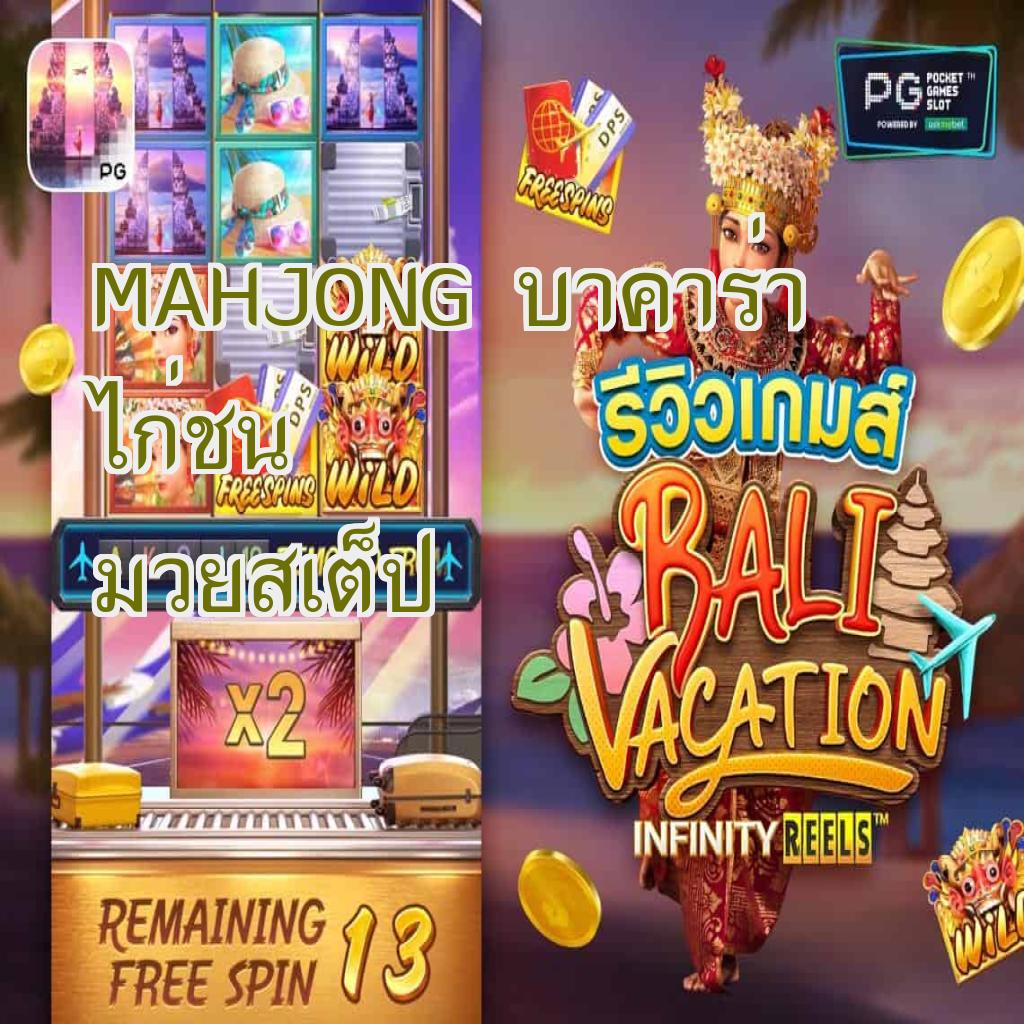 PG
PG POCKET GAMES SLOT™
POWERED BY askmebet
DPS
FREESPINS
MAHJONG บาคาร่า
ไก่ชน
มวยสเต็ป
WILD
DPS
FREESPINS
WILD
x2
REMAINING
FREE SPIN 13
รีวิวเกมส์
BALI
VACATION
INFINITY REELS™
WILD